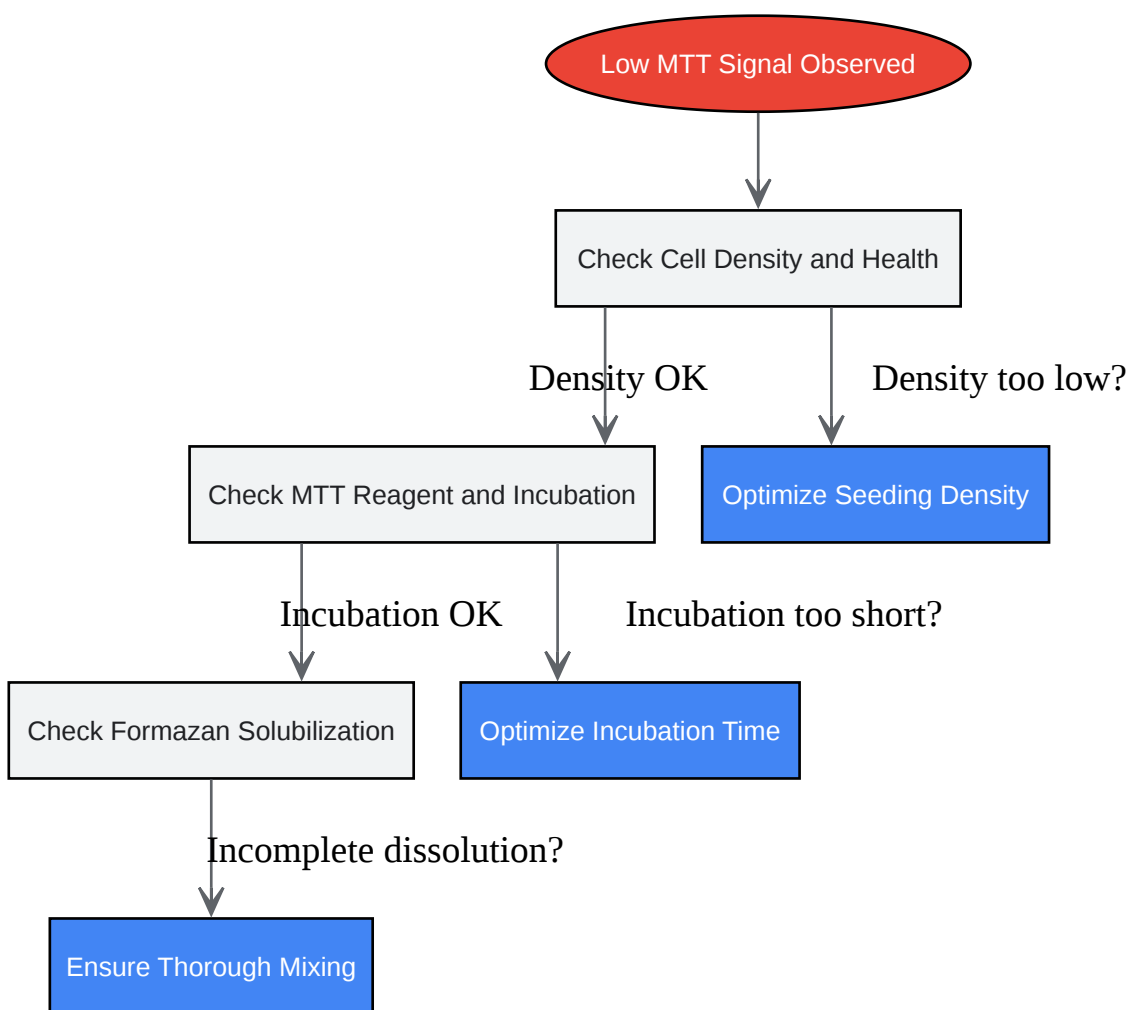 Low MTT Signal Observed
Check Cell Density and Health
Density OK
Density too low?
Check MTT Reagent and Incubation
Optimize Seeding Density
Incubation OK
Incubation too short?
Check Formazan Solubilization
Optimize Incubation Time
Incomplete dissolution?
Ensure Thorough Mixing